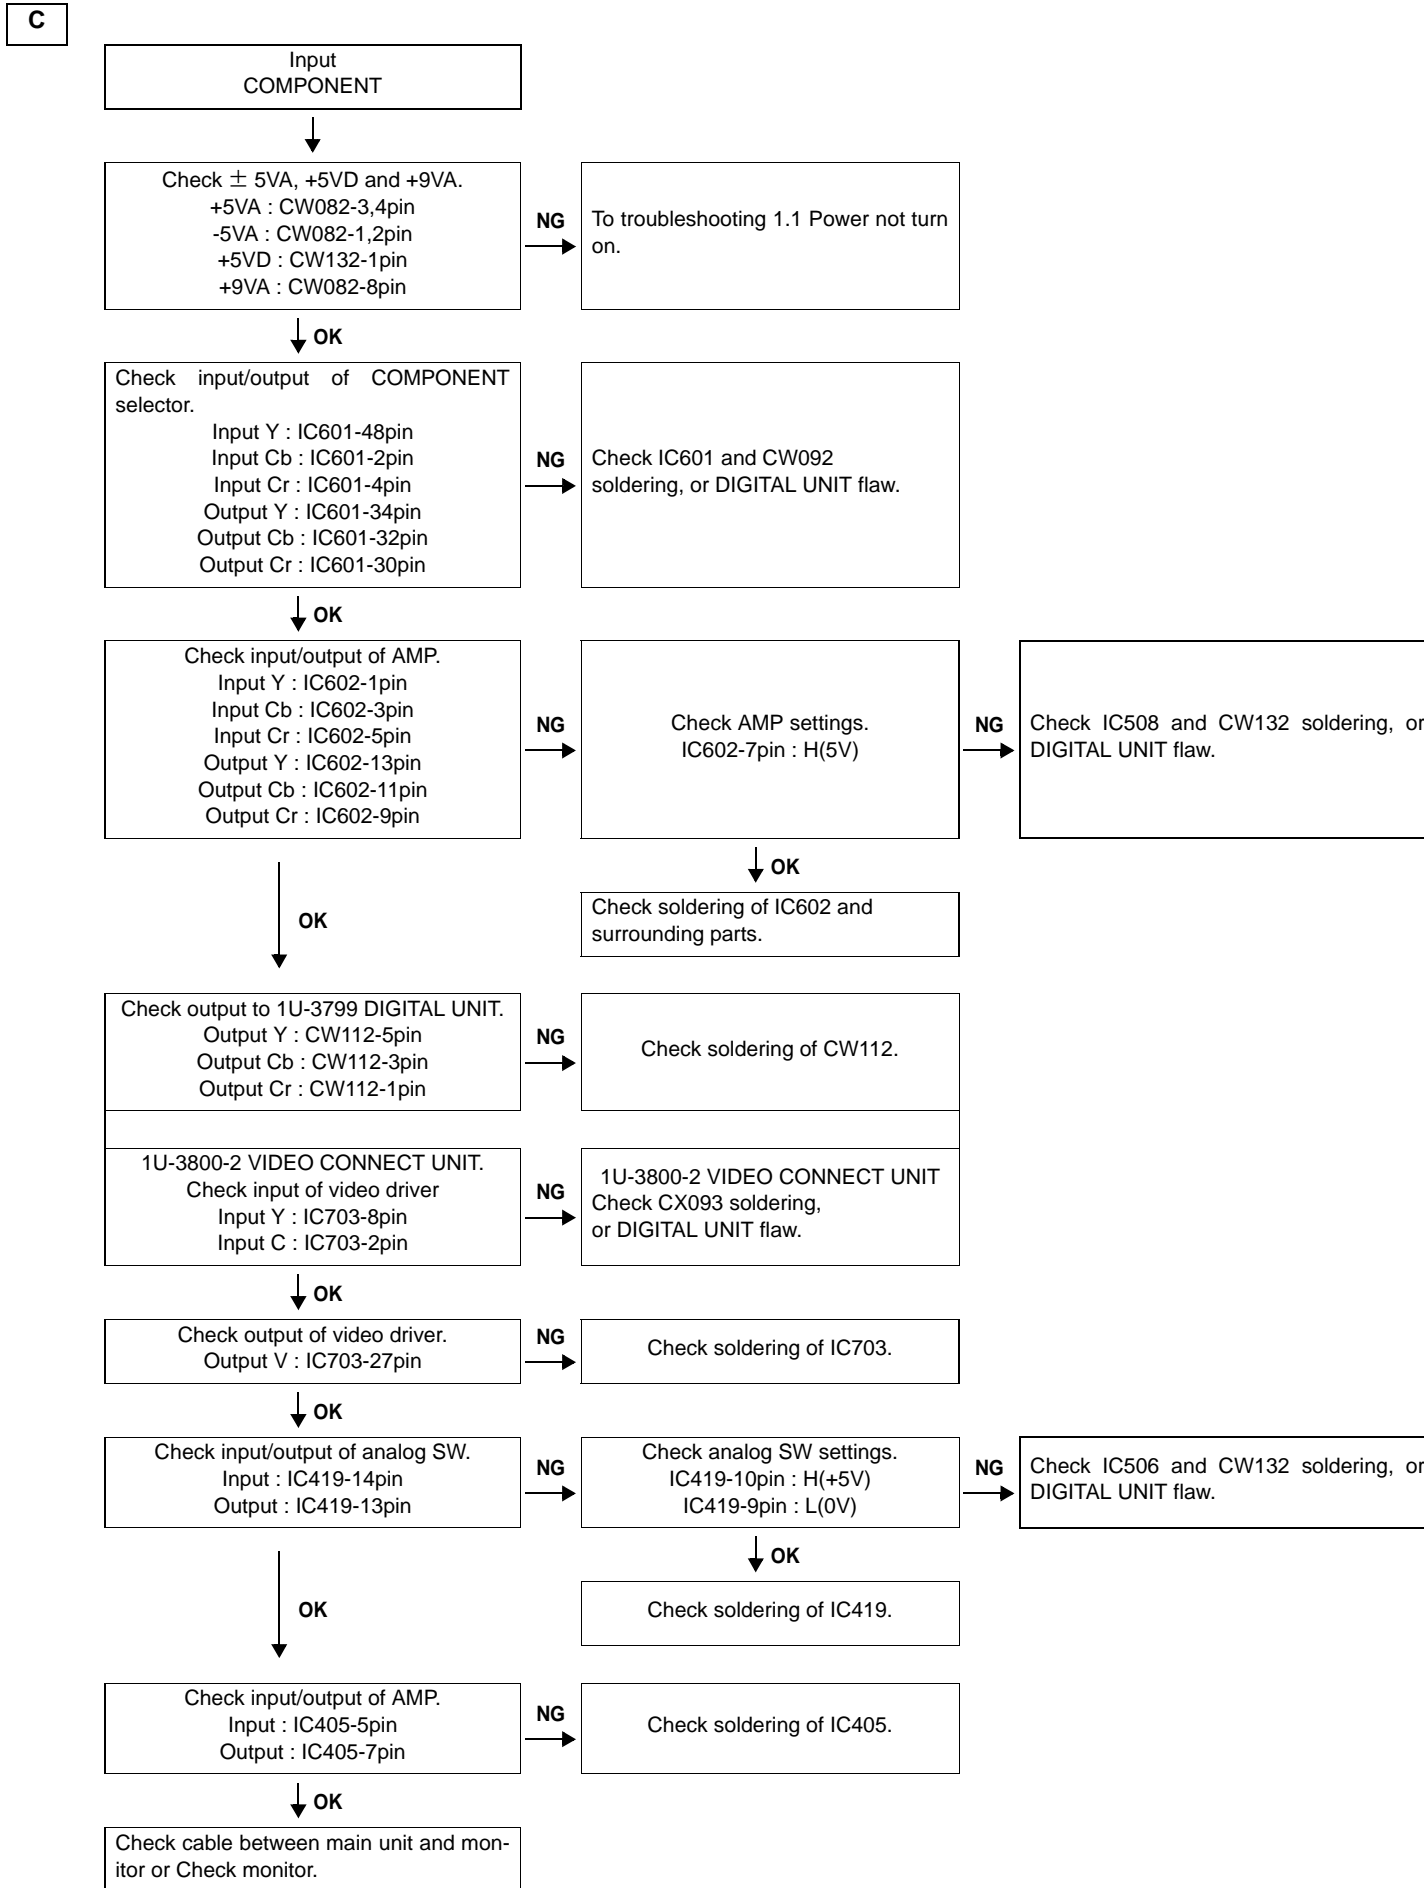 C
Input
COMPONENT
Check ± 5VA, +5VD and +9VA.
+5VA : CW082-3,4pin
-5VA : CW082-1,2pin
+5VD : CW132-1pin
+9VA : CW082-8pin
NG
To troubleshooting 1.1 Power not turn
on.
OK
Check input/output of COMPONENT
selector.
Input Y : IC601-48pin
Input Cb : IC601-2pin
Input Cr : IC601-4pin
Output Y : IC601-34pin
Output Cb : IC601-32pin
Output Cr : IC601-30pin
NG
Check IC601 and CW092
soldering, or DIGITAL UNIT flaw.
OK
Check input/output of AMP.
Input Y : IC602-1pin
Input Cb : IC602-3pin
Input Cr : IC602-5pin
Output Y : IC602-13pin
Output Cb : IC602-11pin
Output Cr : IC602-9pin
NG
Check AMP settings.
IC602-7pin : H(5V)
NG
Check IC508 and CW132 soldering, or
DIGITAL UNIT flaw.
OK
Check soldering of IC602 and
surrounding parts.
OK
Check output to 1U-3799 DIGITAL UNIT.
Output Y : CW112-5pin
Output Cb : CW112-3pin
Output Cr : CW112-1pin
NG
Check soldering of CW112.
1U-3800-2 VIDEO CONNECT UNIT.
Check input of video driver
Input Y : IC703-8pin
Input C : IC703-2pin
NG
1U-3800-2 VIDEO CONNECT UNIT
Check CX093 soldering,
or DIGITAL UNIT flaw.
OK
Check output of video driver.
Output V : IC703-27pin
NG
Check soldering of IC703.
OK
Check input/output of analog SW.
Input : IC419-14pin
Output : IC419-13pin
NG
Check analog SW settings.
IC419-10pin : H(+5V)
IC419-9pin : L(0V)
NG
Check IC506 and CW132 soldering, or
DIGITAL UNIT flaw.
OK
Check soldering of IC419.
OK
Check input/output of AMP.
Input : IC405-5pin
Output : IC405-7pin
NG
Check soldering of IC405.
OK
Check cable between main unit and mon-
itor or Check monitor.